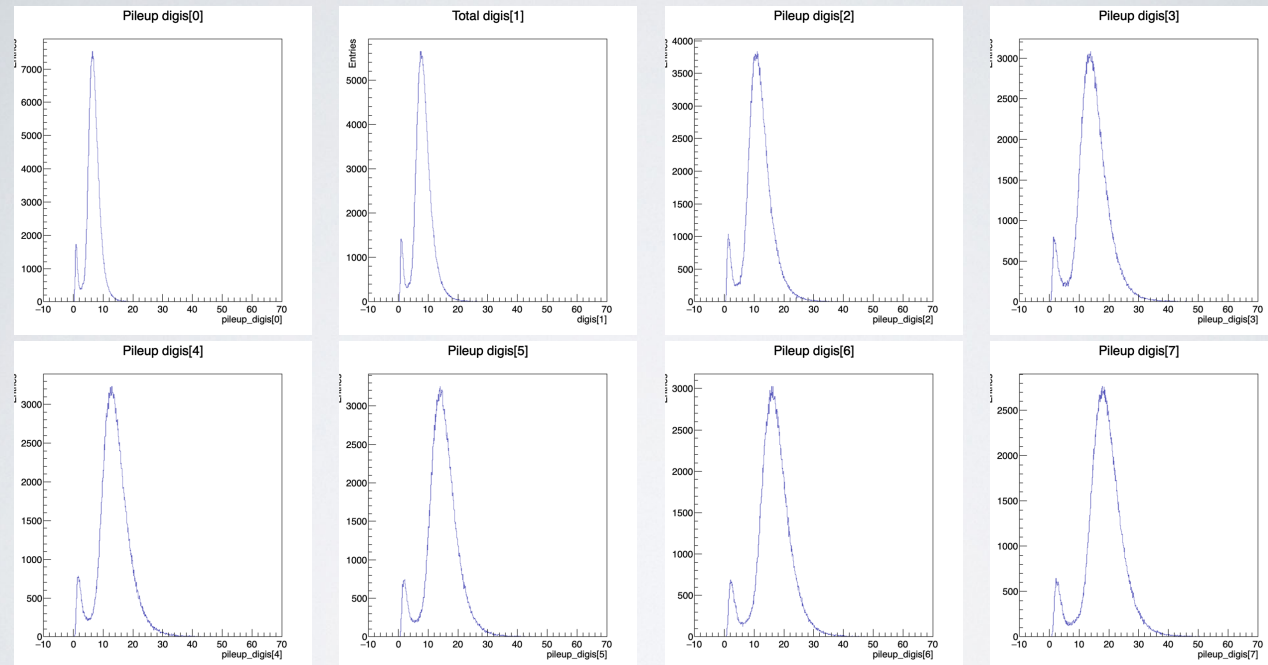 Pileup digis[0]
7000
6000
5000
4000
3000
2000
1000
0
−10 0 10 20 30 40 50 60 70
pileup_digis[0]
Total digis[1]
Entries
5000
4000
3000
2000
1000
0
−10 0 10 20 30 40 50 60 70
digis[1]
Pileup digis[2]
4000
3500
3000
2500
2000
1500
1000
500
0
−10 0 10 20 30 40 50 60 70
pileup_digis[2]
Pileup digis[3]
3000
2500
2000
1500
1000
500
0
−10 0 10 20 30 40 50 60 70
pileup_digis[3]
Pileup digis[4]
3000
2500
2000
1500
1000
500
0
−10 0 10 20 30 40 50 60 70
pileup_digis[4]
Pileup digis[5]
3000
2500
2000
1500
1000
500
0
−10 0 10 20 30 40 50 60 70
pileup_digis[5]
Pileup digis[6]
3000
2500
2000
1500
1000
500
0
−10 0 10 20 30 40 50 60 70
pileup_digis[6]
Pileup digis[7]
2500
2000
1500
1000
500
0
−10 0 10 20 30 40 50 60 70
pileup_digis[7]